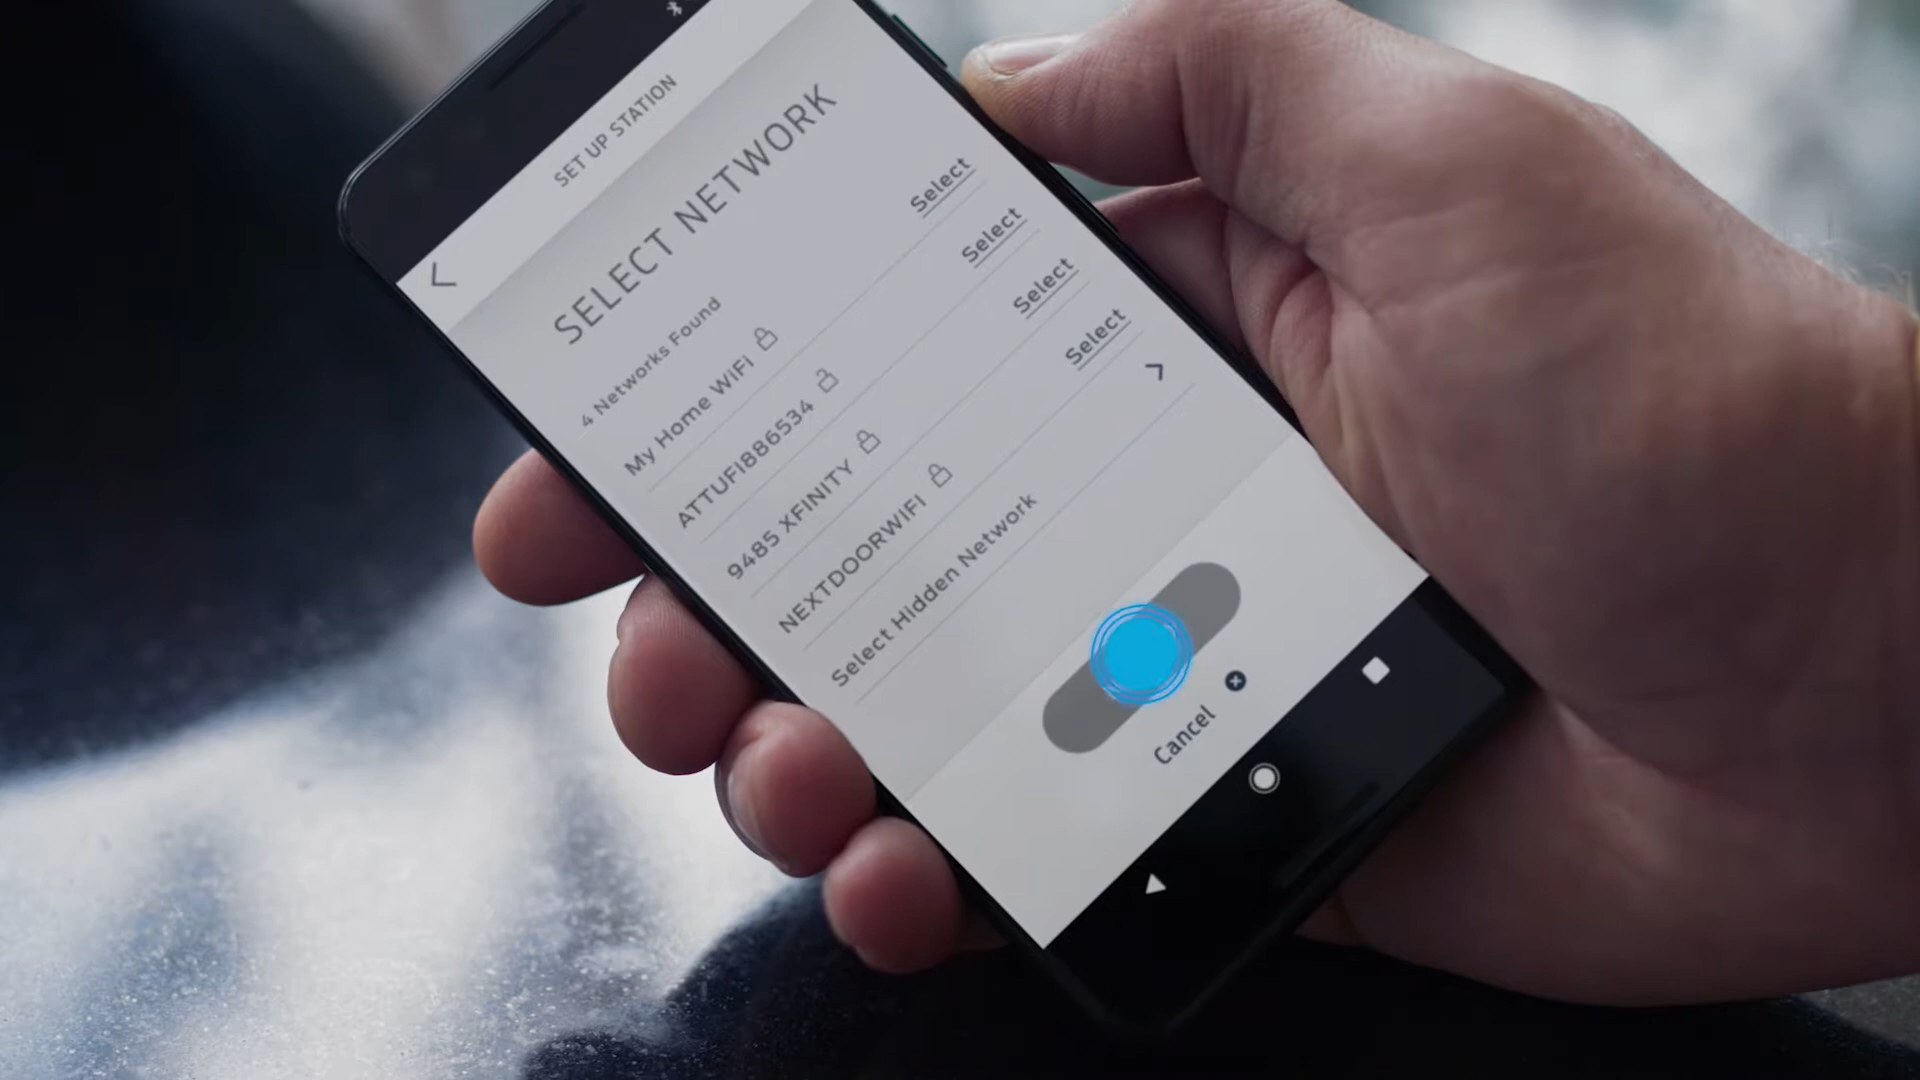 SET UP STATION
SELECT NETWORK
4 Networks Found
My Home WiFi Select
ATTUFI886534 Select
9485 XFINITY Select
NEXTDOORWIFI Select
Select Hidden Network
Cancel